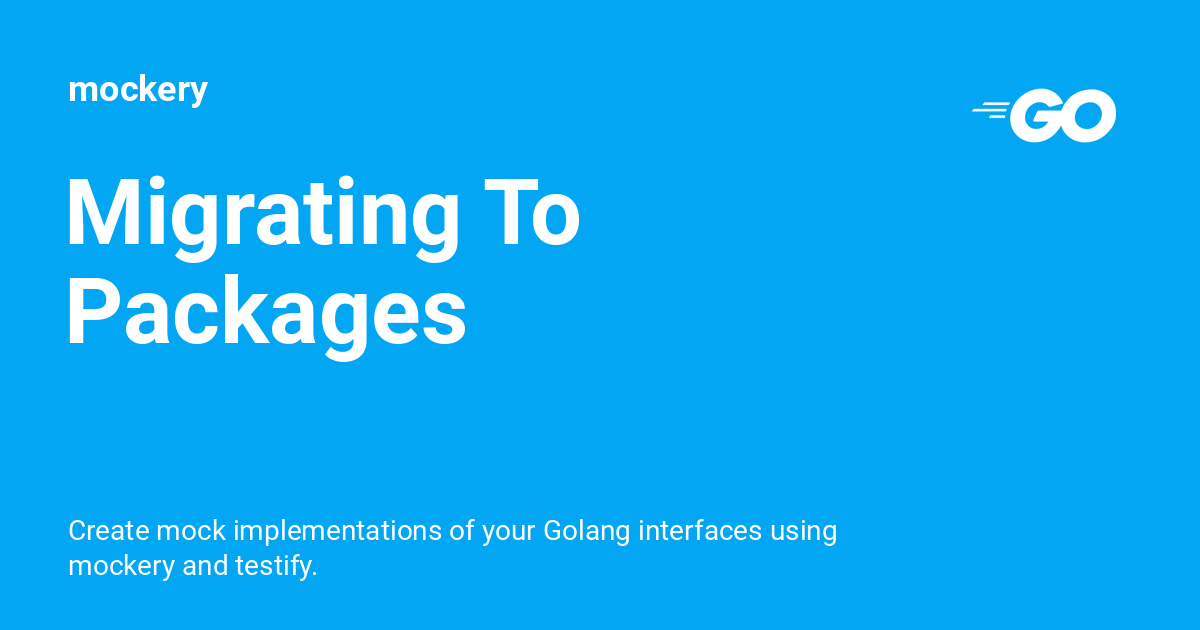 mockery
GO
Migrating To
Packages
Create mock implementations of your Golang interfaces using
mockery and testify.